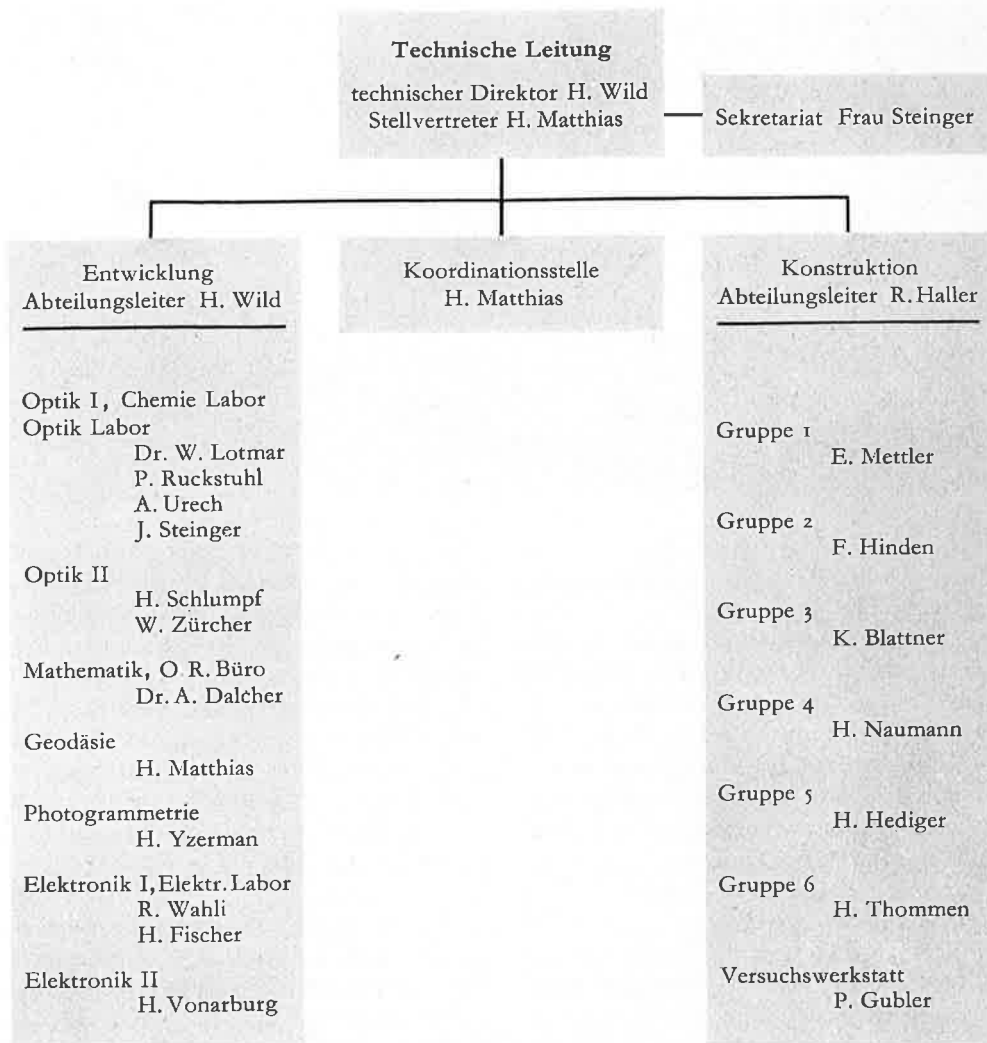 Technische Leitung
technischer Direktor H. Wild
Stellvertreter H. Matthias
Sekretariat Frau Steinger
Entwicklung
Abteilungsleiter H. Wild
Optik I, Chemie Labor
Optik Labor
Dr. W. Lotmar
P. Ruckstuhl
A. Urech
J. Steinger
Optik II
H. Schlumpf
W. Zürcher
Mathematik, O. R. Büro
Dr. A. Dalcher
Geodäsie
H. Matthias
Photogrammetrie
H. Yzerman
Elektronik I, Elektr. Labor
R. Wahli
H. Fischer
Elektronik II
H. Vonarburg
Koordinationsstelle
H. Matthias
Konstruktion
Abteilungsleiter R. Haller
Gruppe 1
E. Mettler
Gruppe 2
F. Hinden
Gruppe 3
K. Blattner
Gruppe 4
H. Naumann
Gruppe 5
H. Hediger
Gruppe 6
H. Thommen
Versuchswerkstatt
P. Gubler